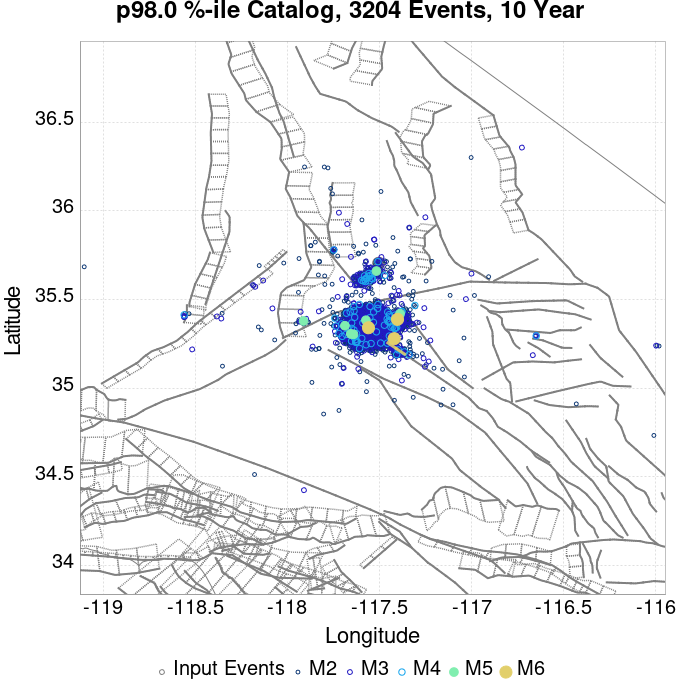 p98.0 %-ile Catalog, 3204 Events, 10 Year
36.5
36
35.5
35
34.5
34
Latitude
-119
-118.5
-118
-117.5
-117
-116.5
-116
Longitude
Input Events
M2
M3
M4
M5
M6